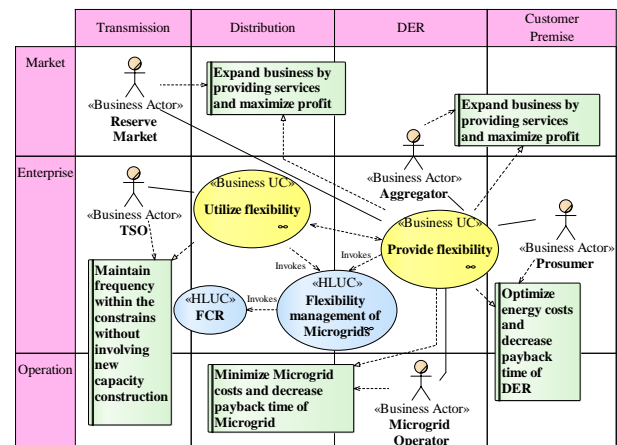 Transmission
Distribution
DER
Customer
Premise
Market
«Business Actor»
Reserve
Market
Expand business by
providing services
and maximize profit
«Business Actor»
Aggregator
Expand business by
providing services
and maximize profit
Enterprise
«Business Actor»
TSO
«Business UC»
Utilize flexibility
«Business UC»
Provide flexibility
«Business Actor»
Prosumer
Invokes
Invokes
Maintain
frequency
within the
constrains
without
involving
new
capacity
construction
«HLUC»
FCR
Invokes
«HLUC»
Flexibility
management of
Microgrids
Optimize
energy costs
and
decrease
payback
time of
DER
Operation
Minimize Microgrid
costs and decrease
payback time of
Microgrid
«Business Actor»
Microgrid
Operator